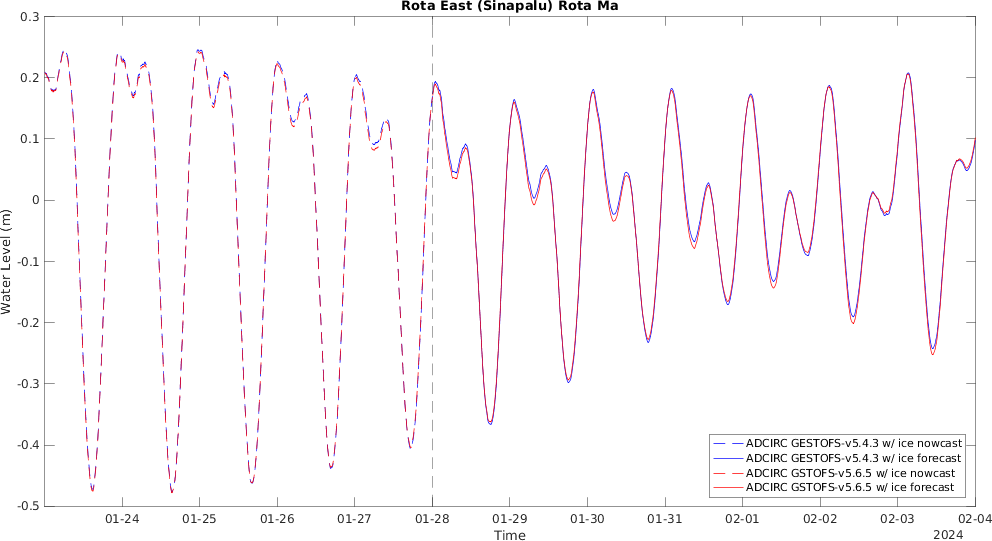 Rota East (Sinapalu) Rota Ma
0.3
0.2
0.1
0
-0.1
-0.2
-0.3
-0.4
-0.5
Water Level (m)
01-24 01-25 01-26 01-27 01-28 01-29 01-30 01-31 02-01 02-02 02-03 02-04
2024
Time
ADCIRC GESTOFS-v5.4.3 w/ ice nowcast
ADCIRC GESTOFS-v5.4.3 w/ ice forecast
ADCIRC GSTOFS-v5.6.5 w/ ice nowcast
ADCIRC GSTOFS-v5.6.5 w/ ice forecast